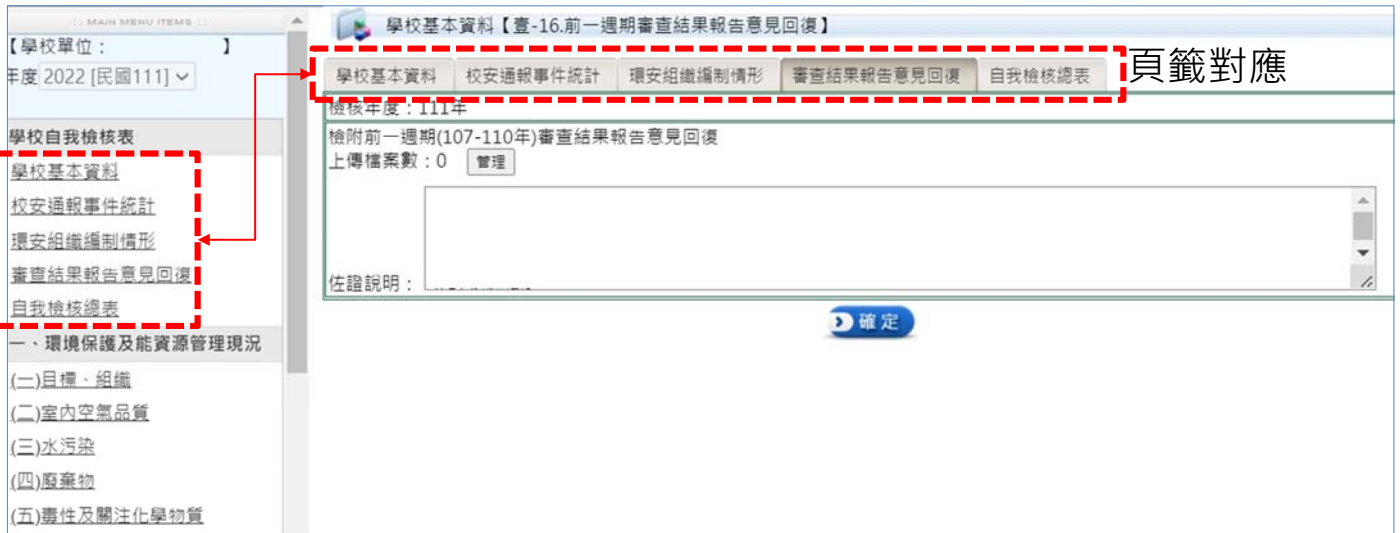 :: MAIN MENU ITEMS ::
【學校單位： 】
年度 2022 [民國111]
學校自我檢核表
學校基本資料
校安通報事件統計
環安組織編制情形
審查結果報告意見回復
自我檢核總表
一、環境保護及能資源管理現況
(一)目標、組織
(二)室內空氣品質
(三)水污染
(四)廢棄物
(五)毒性及關注化學物質
學校基本資料【壹-16.前一週期審查結果報告意見回復】
學校基本資料 校安通報事件統計 環安組織編制情形 審查結果報告意見回復 自我檢核總表
頁籤對應
檢核年度：111年
檢附前一週期(107-110年)審查結果報告意見回復
上傳檔案數：0 管理
佐證說明：
確定